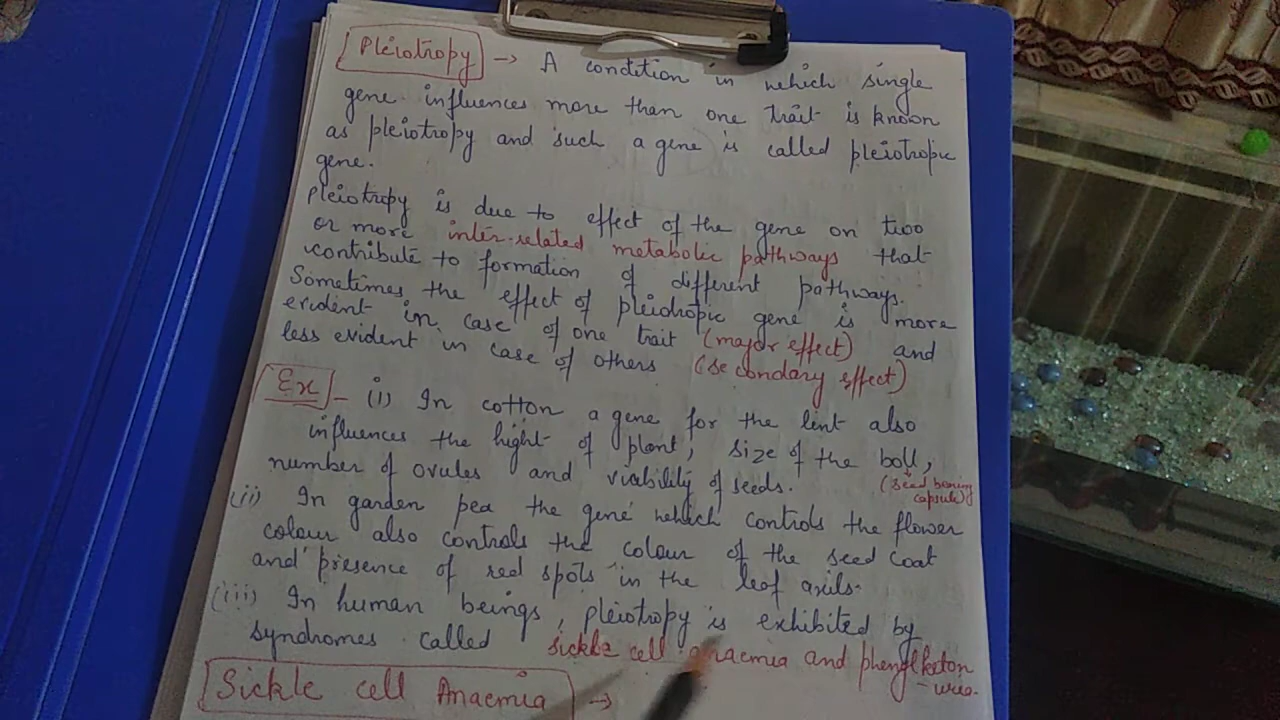 Pleiotropy → A condition in which single
gene influences more than one trait is known
as pleiotropy and such a gene is called pleiotropic
gene.
Pleiotropy is due to effect of the gene on two
or more inter-related metabolic pathways that
contribute to formation of different pathways.
Sometimes the effect of pleiotropic gene is more
evident in case of one trait (major effect) and
less evident in case of others (secondary effect)
Ex - (i) In cotton a gene for the lint also
influences the hight of plant, size of the boll,
number of ovules and viability of seeds. (seed bearing
capsule)
(ii) In garden pea the gene which controls the flower
colour also controls the colour of the seed coat
and presence of red spots in the leaf axils.
(iii) In human beings, pleiotropy is exhibited by
syndromes called sickle cell anaemia and phenylketon
-urea.
Sickle cell Anaemia →